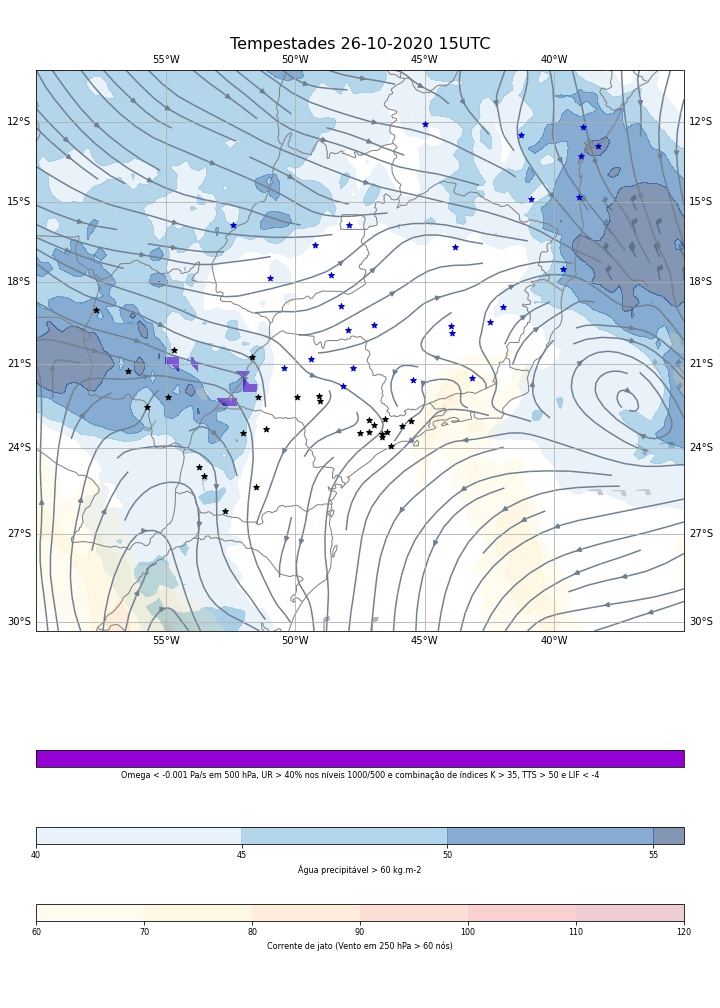 Tempestades 26-10-2020 15UTC
55°W 50°W 45°W 40°W
12°S 12°S
15°S 15°S
18°S 18°S
21°S 21°S
24°S 24°S
27°S 27°S
30°S 30°S
55°W 50°W 45°W 40°W
Omega < -0.001 Pa/s em 500 hPa, UR > 40% nos níveis 1000/500 e combinação de índices K > 35, TTS > 50 e LIF < -4
40 45 50 55
Água precipitável > 60 kg.m-2
60 70 80 90 100 110 120
Corrente de jato (Vento em 250 hPa > 60 nós)